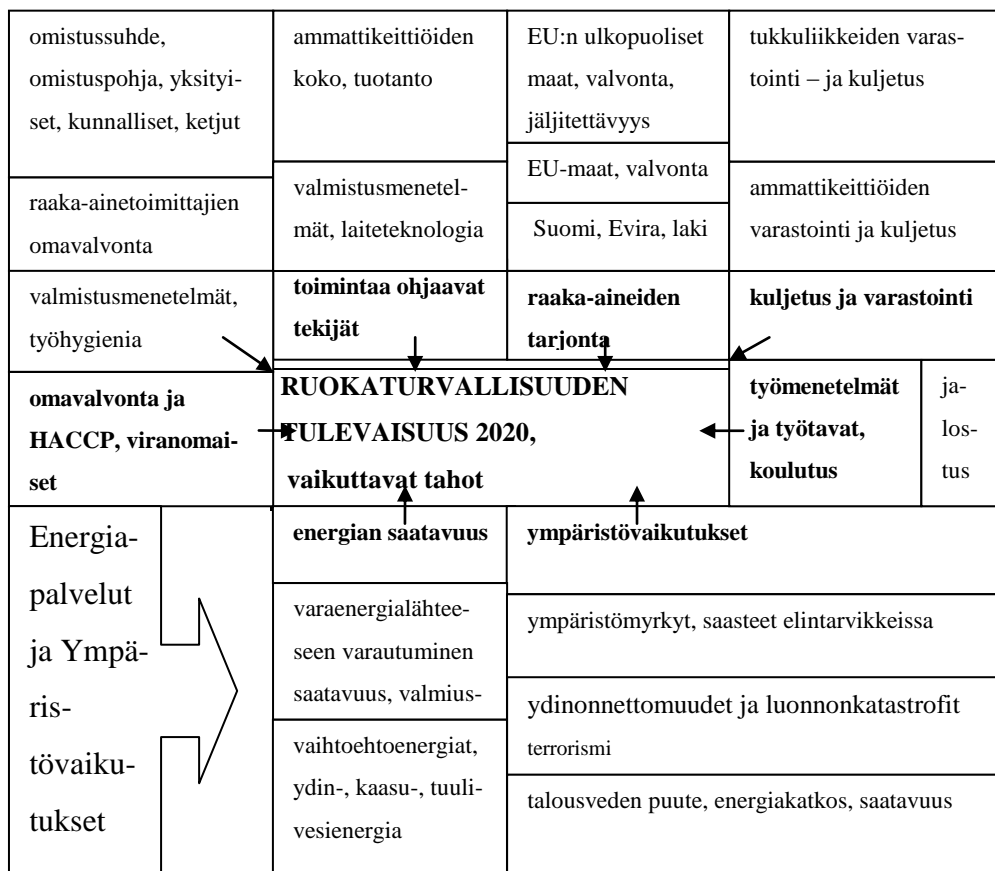 omistussuhde,
omistuspohja, yksityi-
set, kunnalliset, ketjut
ammattikeittiöiden
koko, tuotanto
EU:n ulkopuoliset
maat, valvonta,
jäljitettävyys
tukkuliikkeiden varas-
tointi – ja kuljetus
raaka-ainetoimittajien
omavalvonta
valmistusmenetel-
mät, laiteteknologia
EU-maat, valvonta
Suomi, Evira, laki
ammattikeittiöiden
varastointi ja kuljetus
valmistusmenetelmät,
työhygienia
toimintaa ohjaavat
tekijät
raaka-aineiden
tarjonta
kuljetus ja varastointi
omavalvonta ja
HACCP, viranomai-
set
RUOKATURVALLISUUDEN
TULEVAISUUS 2020,
vaikuttavat tahot
työmenetelmät
ja työtavat,
koulutus
ja-
los-
tus
Energia-
palvelut
ja Ympä-
ris-
tövaiku-
tukset
energian saatavuus
varaenergialähtee-
seen varautuminen
saatavuus, valmius-
vaihtoehtoenergiat,
ydin-, kaasu-, tuuli-
vesienergia
ympäristövaikutukset
ympäristömyrkyt, saasteet elintarvikkeissa
ydinonnettomuudet ja luonnonkatastrofit
terrorismi
talousveden puute, energiakatkos, saatavuus